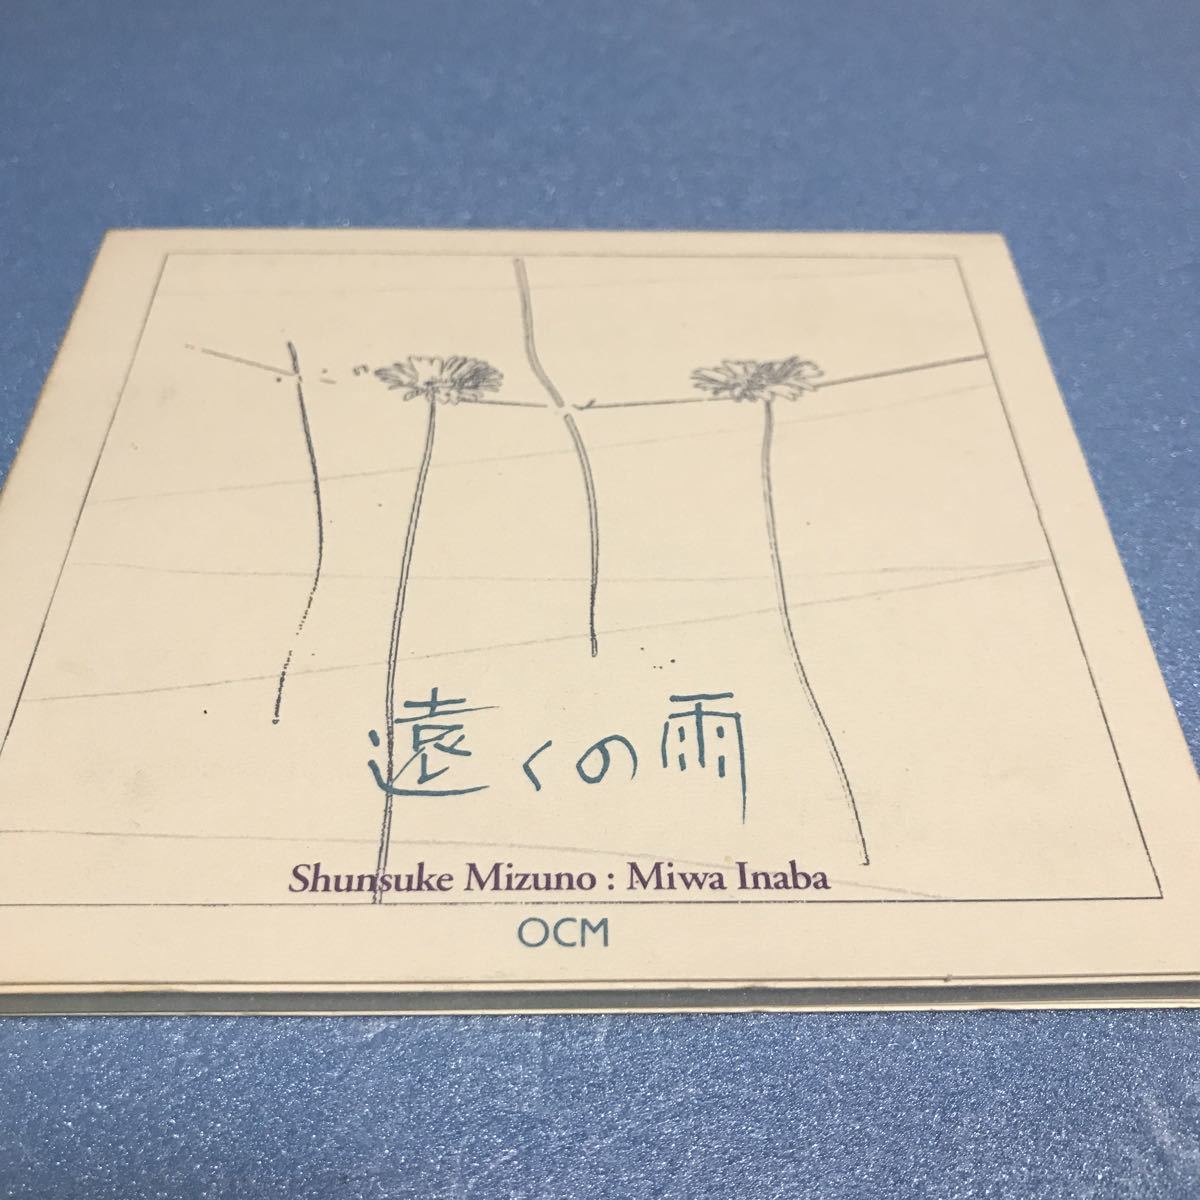 遠くの雨
Shunsuke Mizuno : Miwa Inaba
OCM